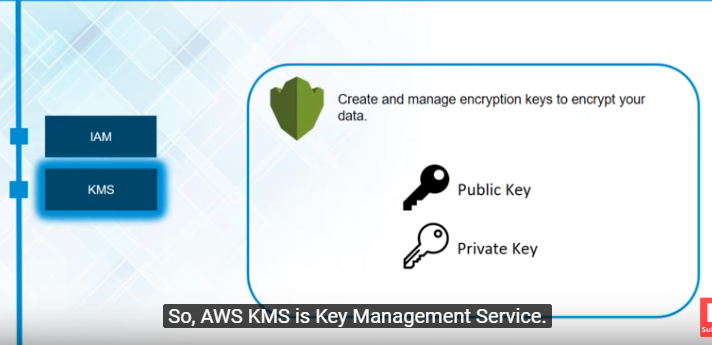 IAM
KMS
Create and manage encryption keys to encrypt your
data.
Public Key
Private Key
So, AWS KMS is Key Management Service.